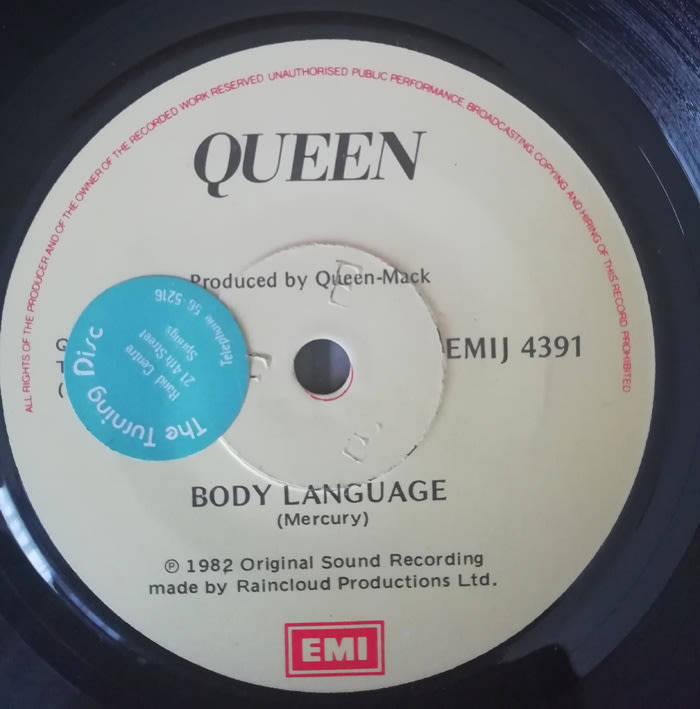 ALL RIGHTS OF THE PRODUCER AND OF THE OWNER OF THE RECORDED WORK RESERVED UNAUTHORISED PUBLIC PERFORMANCE, BROADCASTING, COPYING AND HIRING OF THIS RECORD PROHIBITED
QUEEN
Produced by Queen-Mack
EMIJ 4391
The Turning Disc
Hand Centre
21 4th Street
Springs
Telephone 56 5216
BODY LANGUAGE
(Mercury)
℗ 1982 Original Sound Recording
made by Raincloud Productions Ltd.
EMI